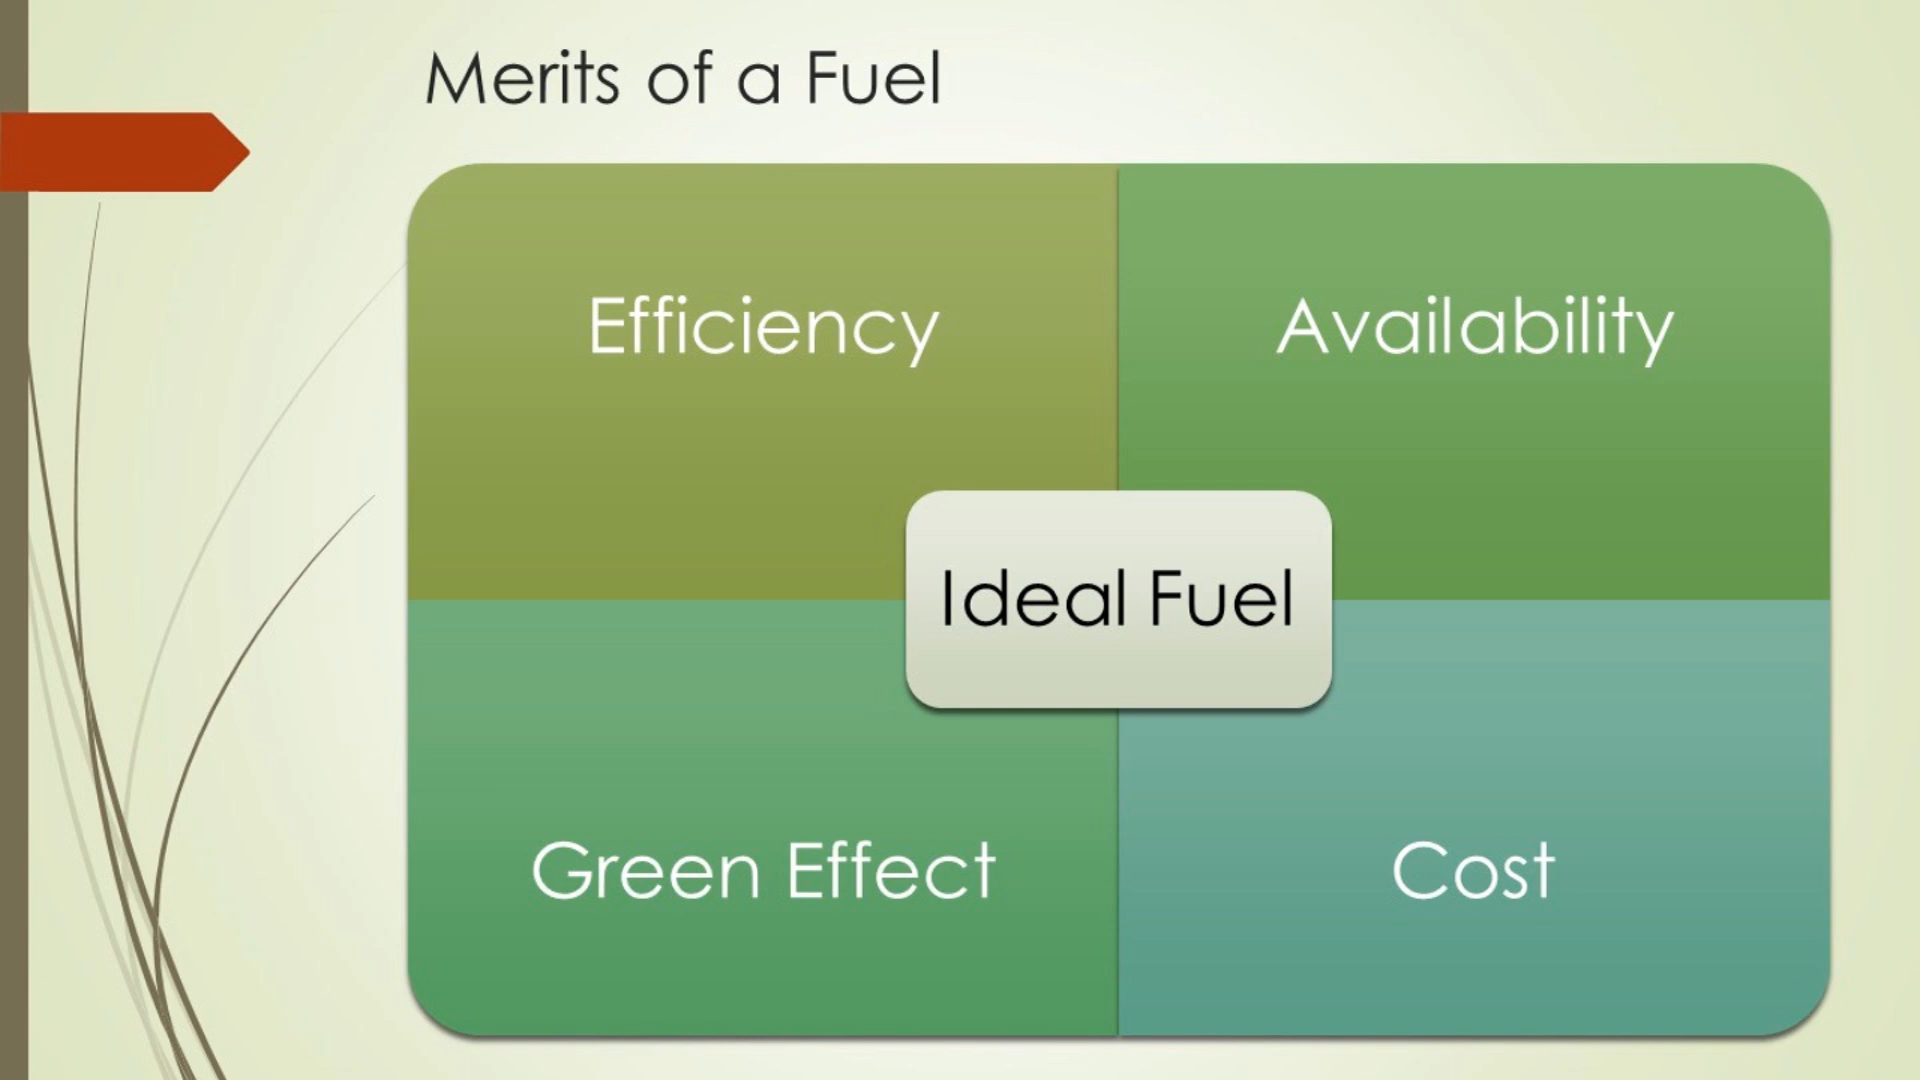 Merits of a Fuel
Efficiency
Availability
Ideal Fuel
Green Effect
Cost